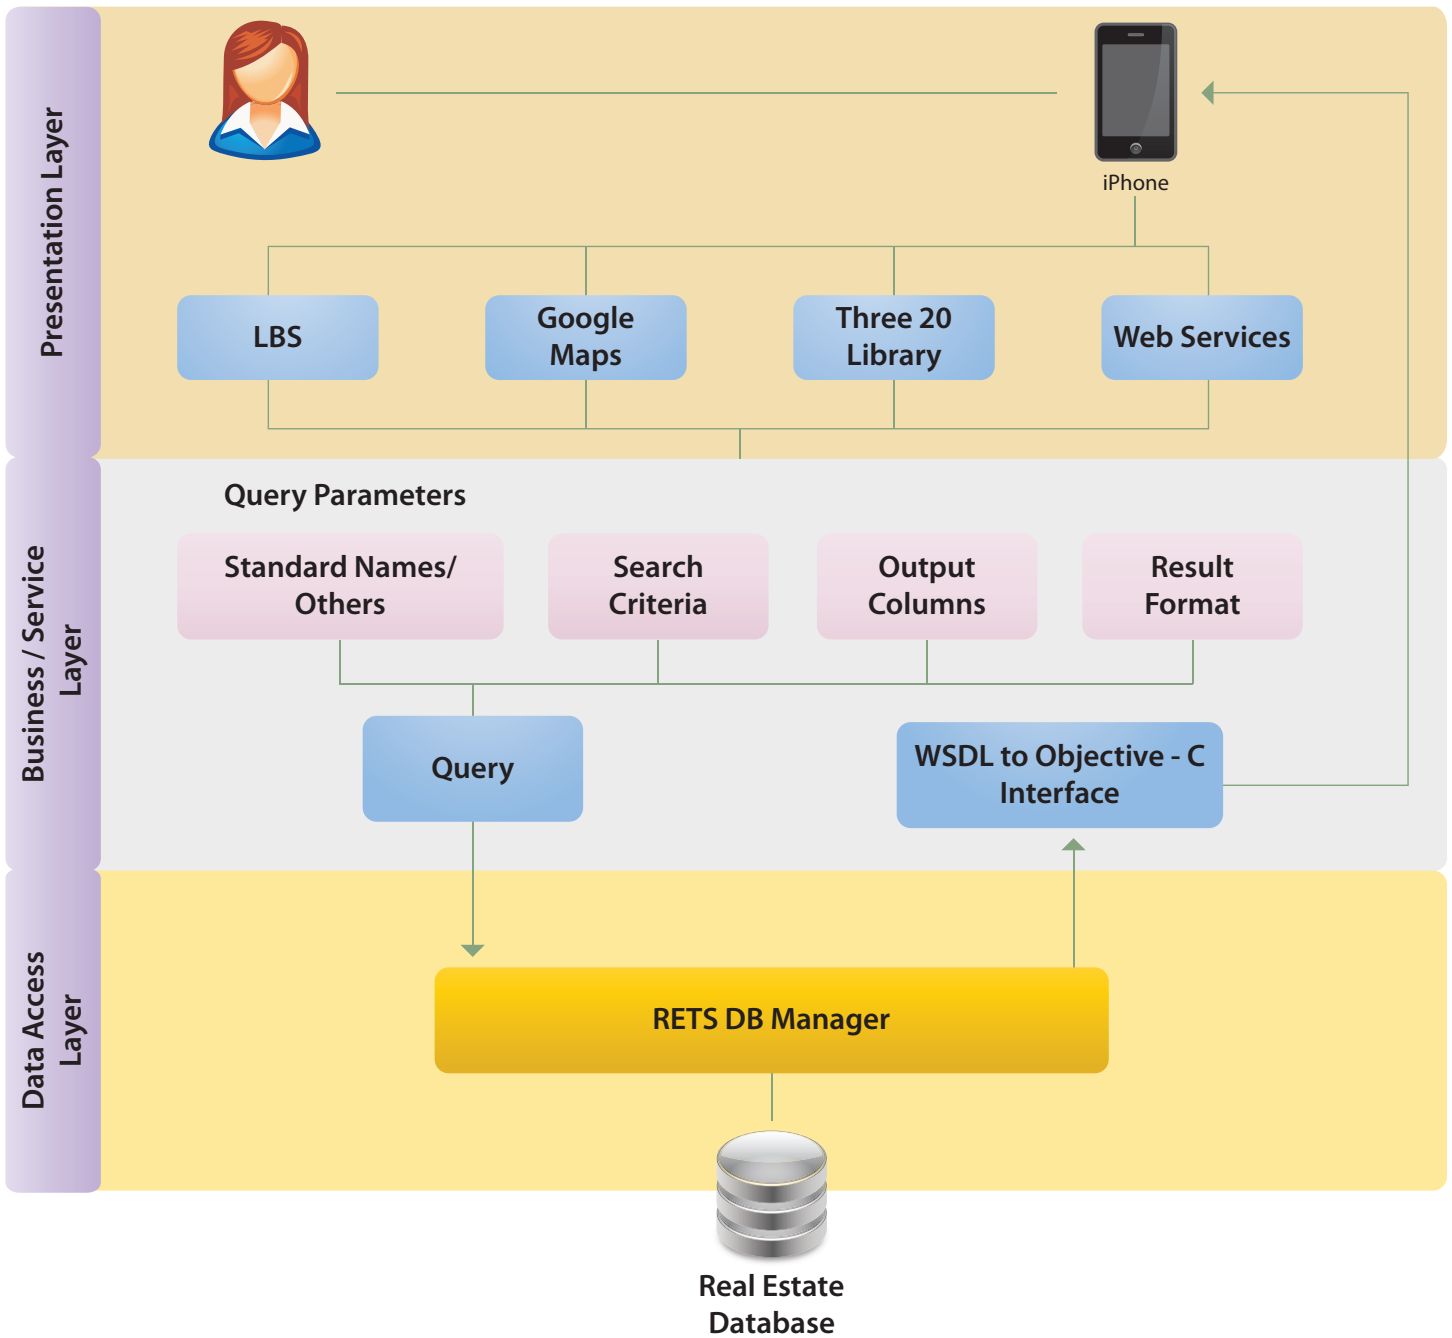 Presentation Layer
iPhone
LBS
Google
Maps
Three 20
Library
Web Services
Business / Service
Layer
Query Parameters
Standard Names/
Others
Search
Criteria
Output
Columns
Result
Format
Query
WSDL to Objective - C
Interface
Data Access
Layer
RETS DB Manager
Real Estate
Database